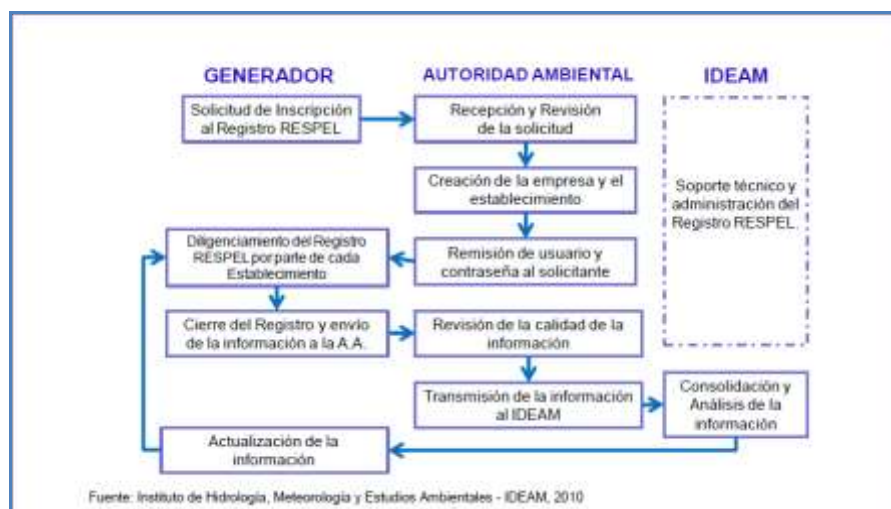 GENERADOR
AUTORIDAD AMBIENTAL
IDEAM
Solicitud de Inscripción
al Registro RESPEL
Recepción y Revisión
de la solicitud
Creación de la empresa y el
establecimiento
Soporte técnico y
administración del
Registro RESPEL.
Diligenciamiento del Registro
RESPEL por parte de cada
Establecimiento
Remisión de usuario y
contraseña al solicitante
Cierre del Registro y envío
de la información a la A.A.
Revisión de la calidad de la
información
Transmisión de la información
al IDEAM
Consolidación y
Análisis de la
información
Actualización de la
información
Fuente: Instituto de Hidrología, Meteorología y Estudios Ambientales - IDEAM, 2010